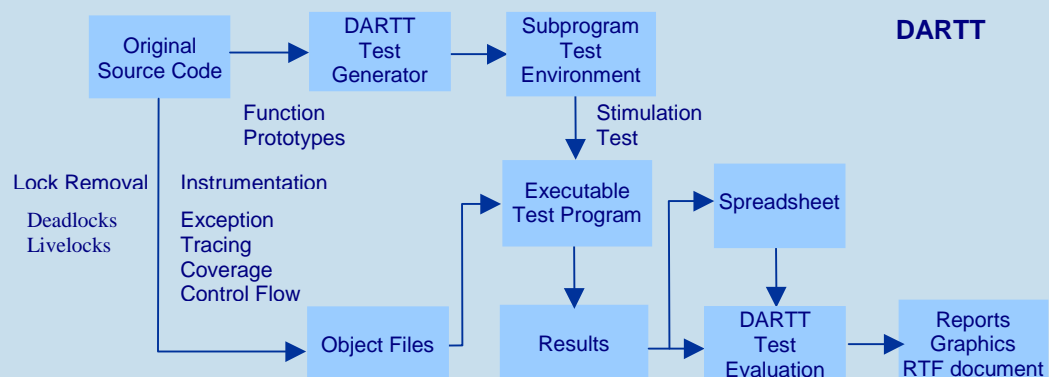 DARTT
Original
Source Code
DARTT
Test
Generator
Subprogram
Test
Environment
Function
Prototypes
Stimulation
Test
Lock Removal
Deadlocks
Livelocks
Instrumentation
Exception
Tracing
Coverage
Control Flow
Executable
Test Program
Spreadsheet
Object Files
Results
DARTT
Test
Evaluation
Reports
Graphics
RTF document